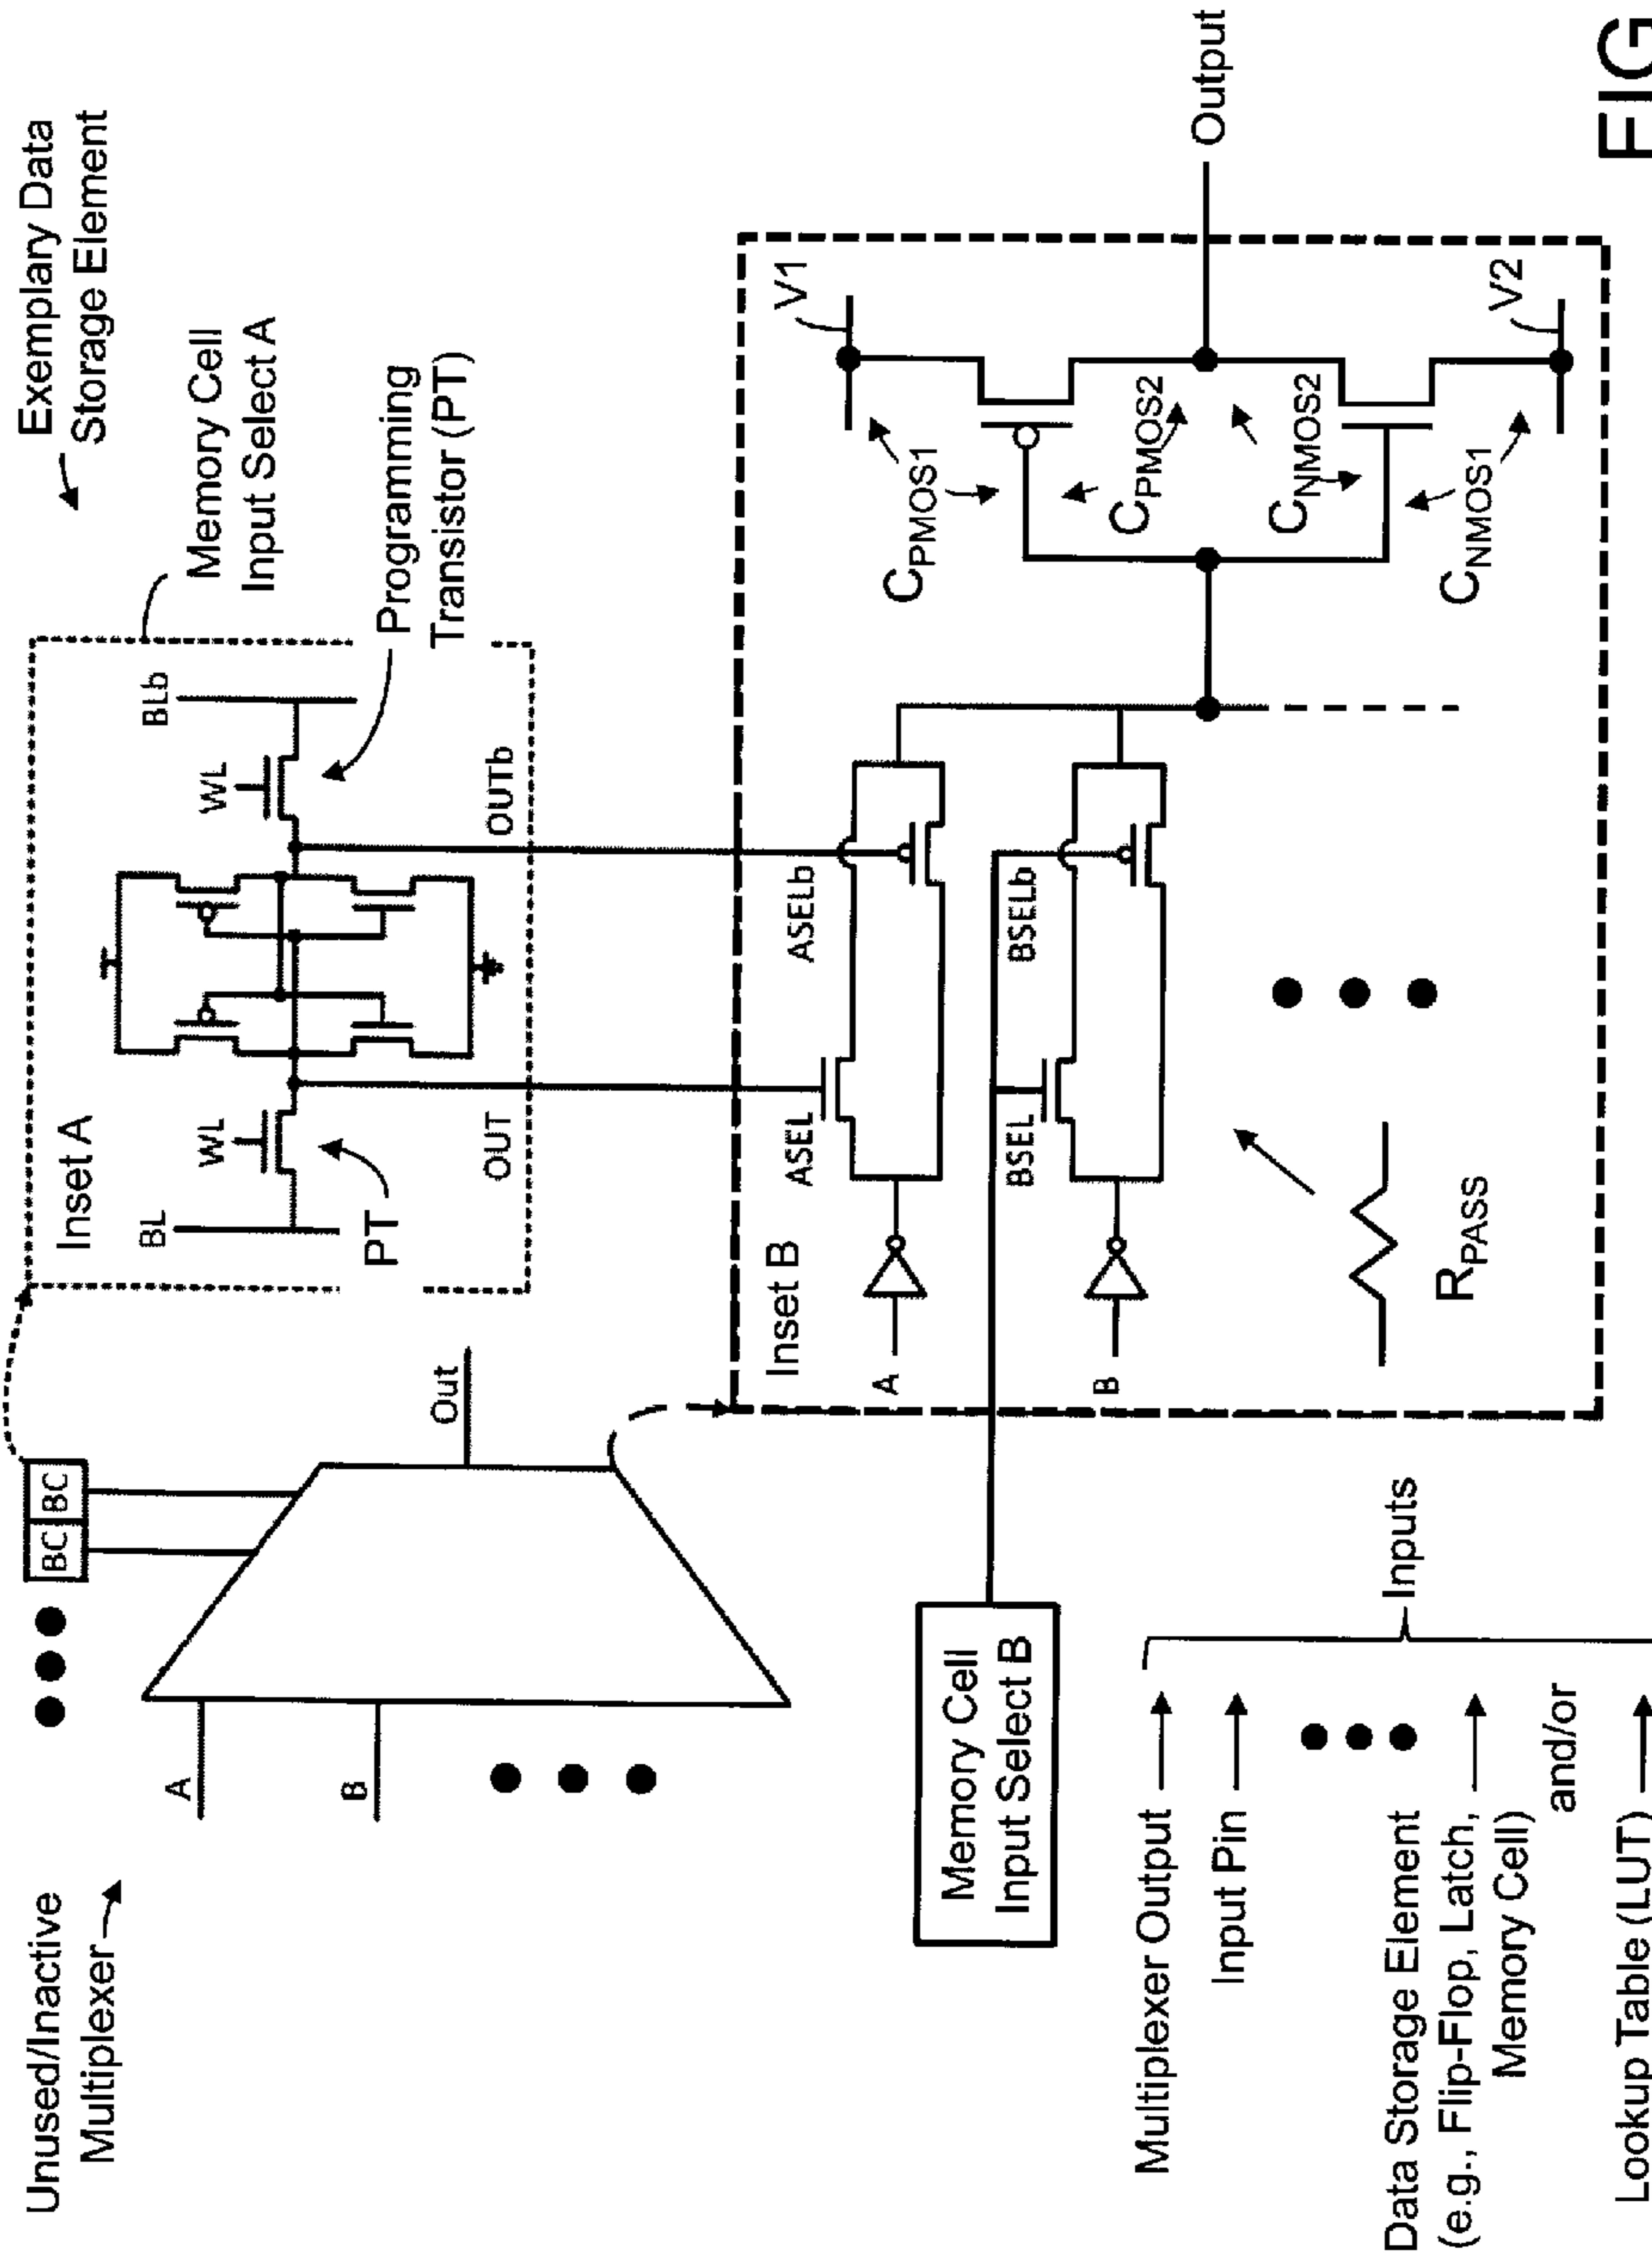 Exemplary Data
Storage Element
Unused/Inactive
Multiplexer
BC
BC
Out
A
B
Inset A
BL
WL
PT
OUT
WL
BLb
OUTb
Memory Cell
Input Select A
Programming
Transistor (PT)
Inset B
A
ASEL
ASELb
B
BSEL
BSELb
Memory Cell
Input Select B
RPASS
V1
CPMOS1
CPMOS2
CNMOS2
CNMOS1
V2
Output
Multiplexer Output
Input Pin
Data Storage Element
(e.g., Flip-Flop, Latch,
Memory Cell)
and/or
Lookup Table (LUT)
Inputs
FIG